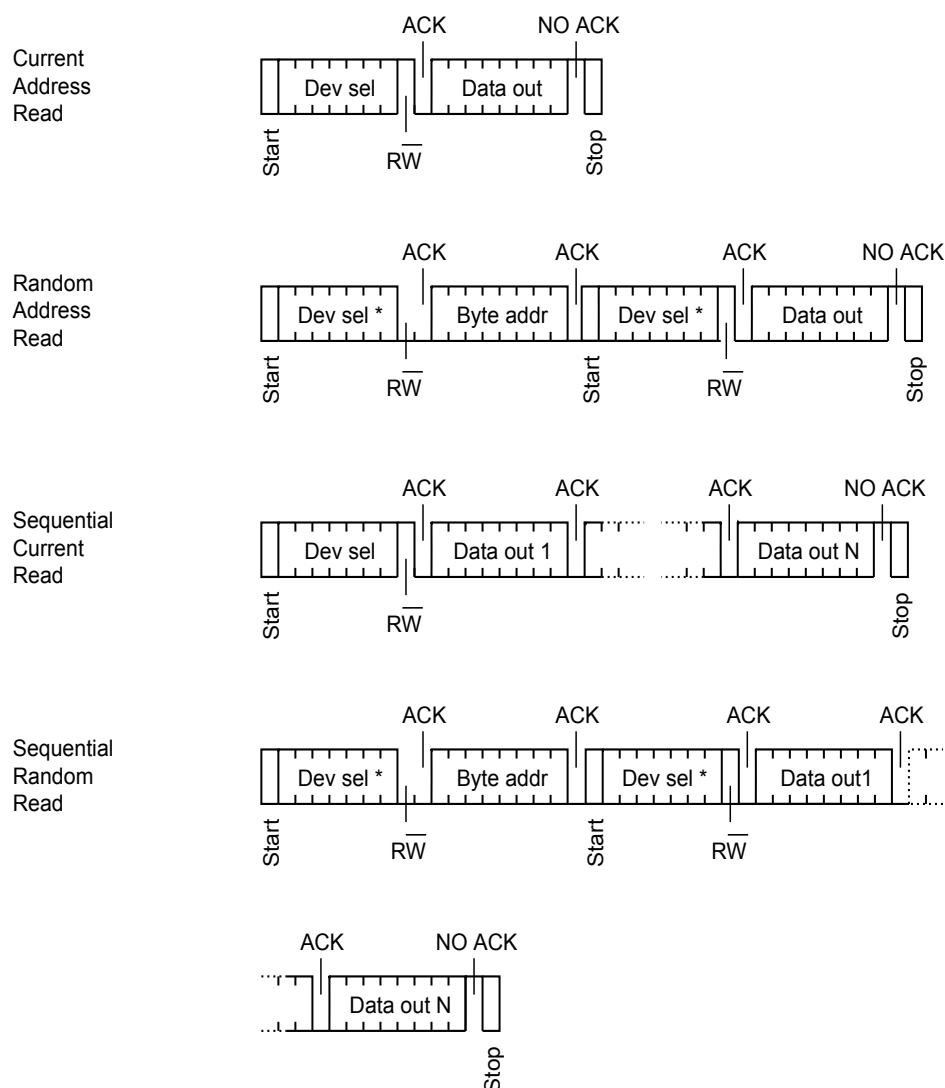 ACK
NO ACK
Current
Address
Read
Dev sel
Data out
Start
RW̅
Stop
ACK
ACK
ACK
NO ACK
Random
Address
Read
Dev sel *
Byte addr
Dev sel *
Data out
Start
RW̅
Start
RW̅
Stop
ACK
ACK
ACK
NO ACK
Sequential
Current
Read
Dev sel
Data out 1
Data out N
Start
RW̅
Stop
ACK
ACK
ACK
ACK
Sequential
Random
Read
Dev sel *
Byte addr
Dev sel *
Data out1
Start
RW̅
Start
RW̅
ACK
NO ACK
Data out N
Stop